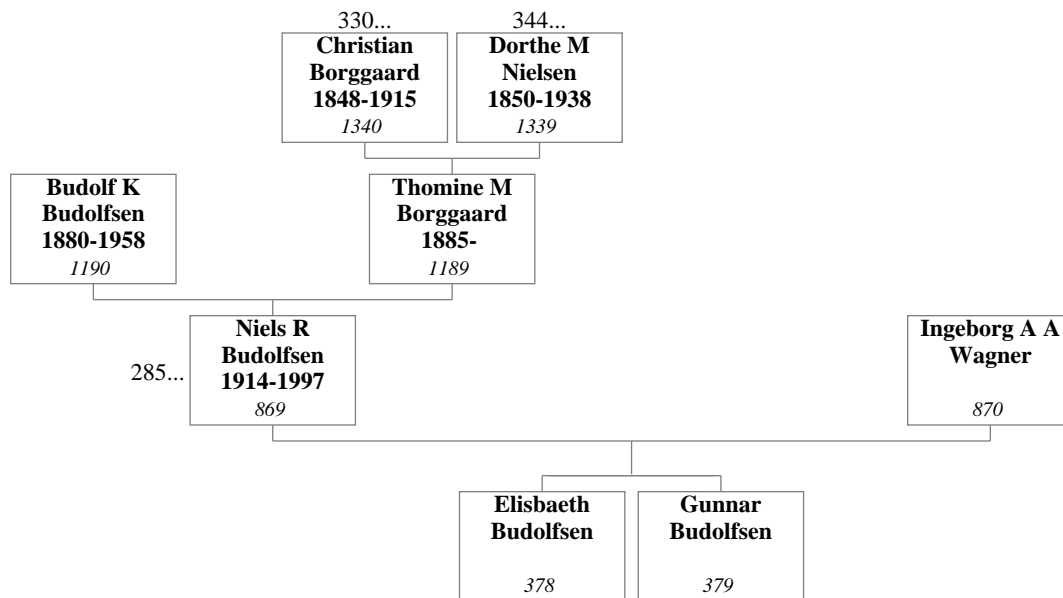 330...
Christian
Borggaard
1848-1915
1340
344...
Dorthe M
Nielsen
1850-1938
1339
Budolf K
Budolfsen
1880-1958
1190
Thomine M
Borggaard
1885-
1189
285...
Niels R
Budolfsen
1914-1997
869
Ingeborg A A
Wagner
870
Elisbaeth
Budolfsen
378
Gunnar
Budolfsen
379